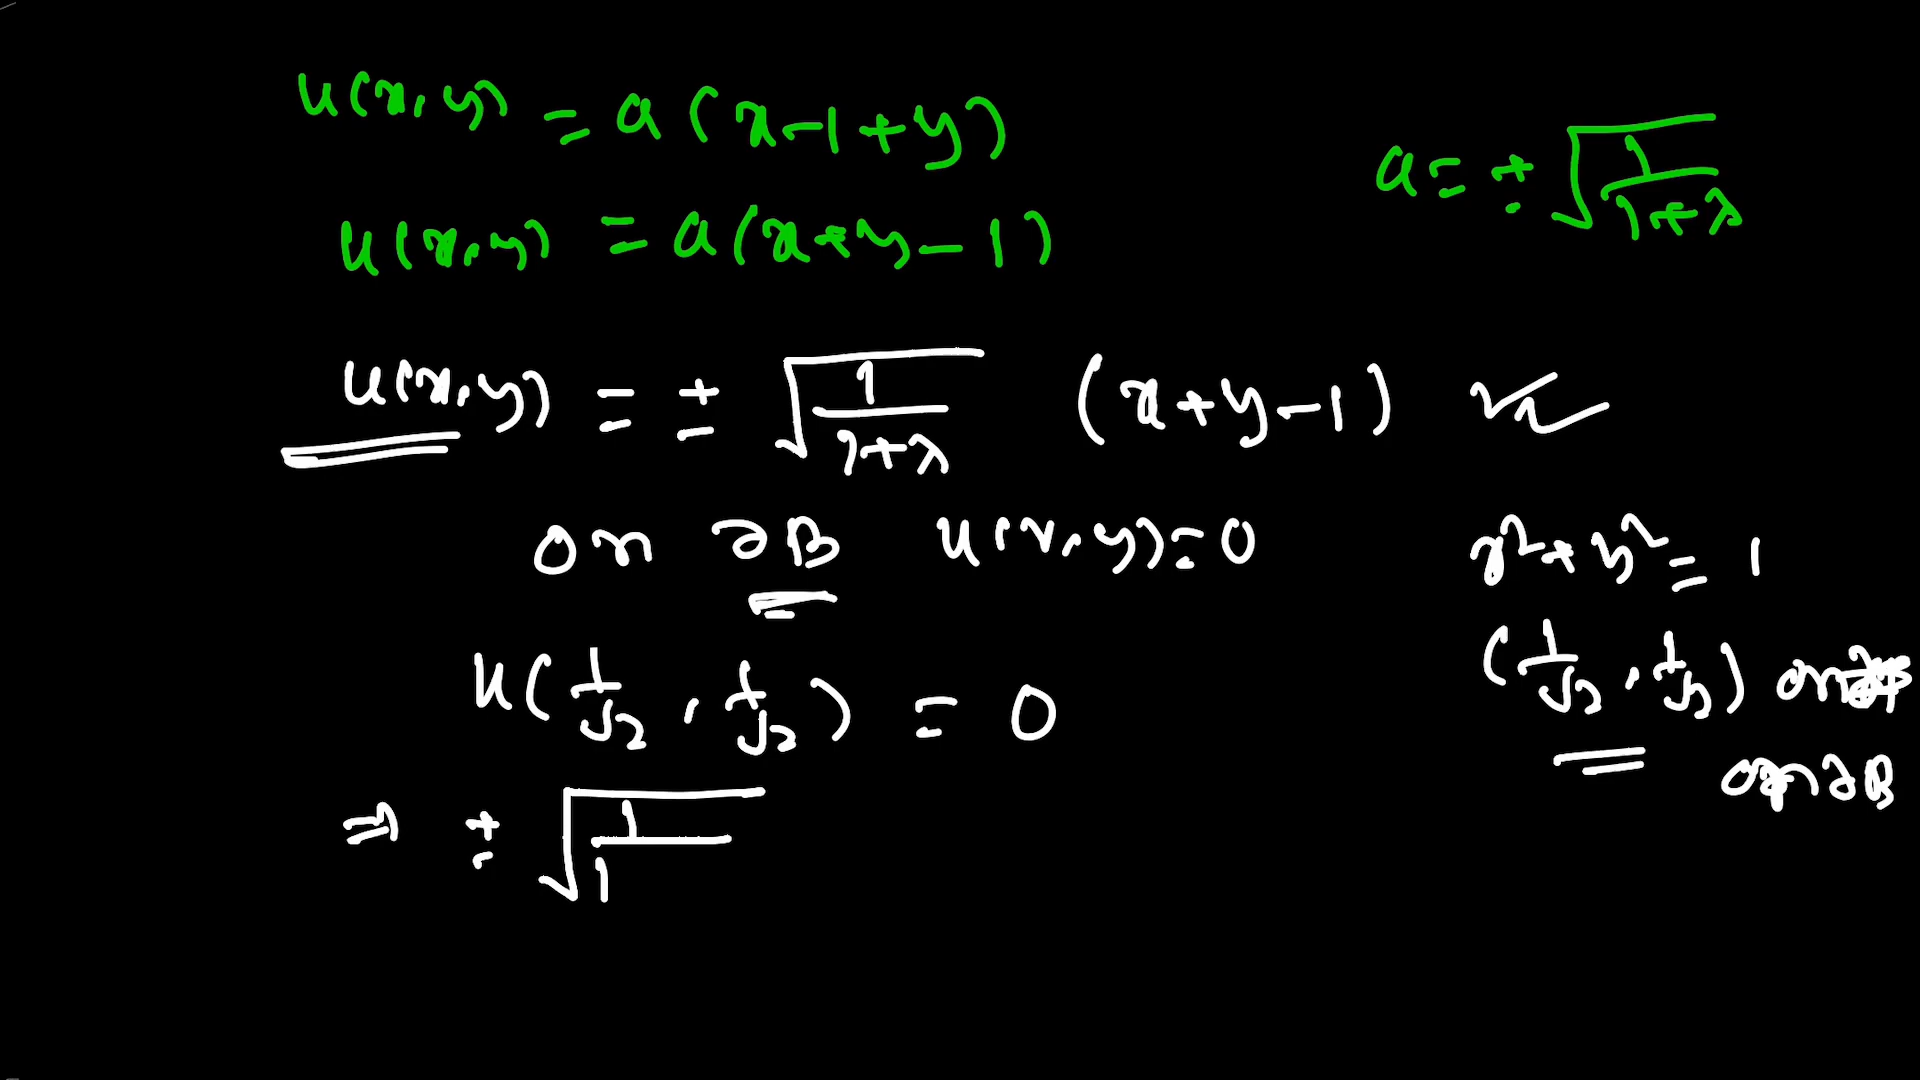 u(x,y) = a(x-1+y)
a = ± √(1/(1+λ))
u(x,y) = a(x+y-1)
u(x,y) = ± √(1/(1+λ)) (x+y-1)
on ∂B u(x,y)=0
x²+y² = 1
(1/√2, 1/√2) on
u(1/√2, 1/√2) = 0
on ∂B
⇒ ± √(1/1